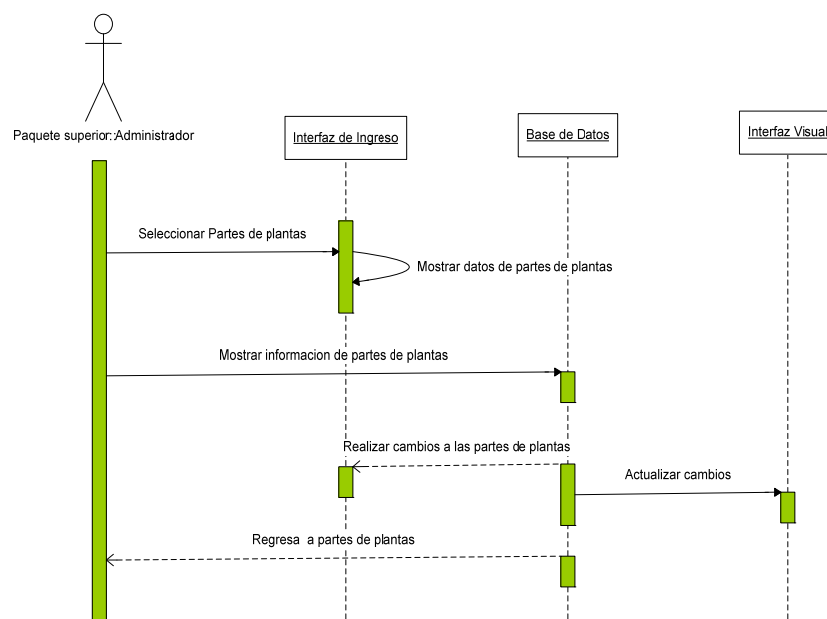 Paquete superior::Administrador
Interfaz de Ingreso
Base de Datos
Interfaz Visual
Seleccionar Partes de plantas
Mostrar datos de partes de plantas
Mostrar informacion de partes de plantas
Realizar cambios a las partes de plantas
Actualizar cambios
Regresa a partes de plantas